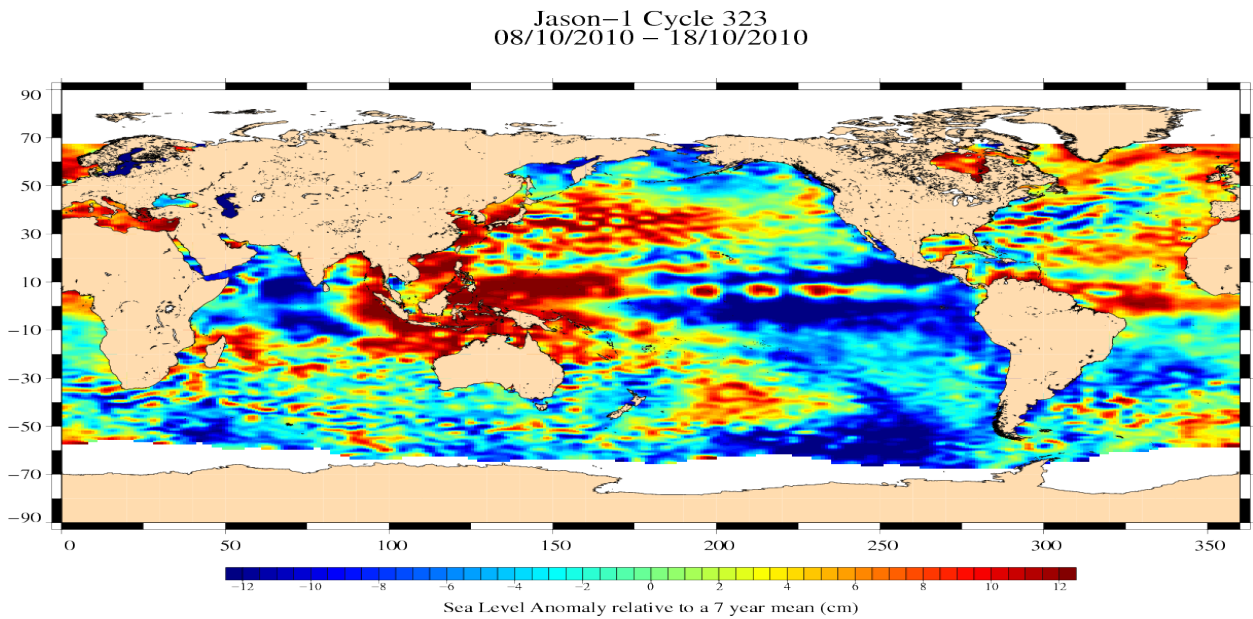 Jason−1 Cycle 323
08/10/2010 − 18/10/2010
90
70
50
30
10
−10
−30
−50
−70
−90
0 50 100 150 200 250 300 350
−12 −10 −8 −6 −4 −2 0 2 4 6 8 10 12
Sea Level Anomaly relative to a 7 year mean (cm)